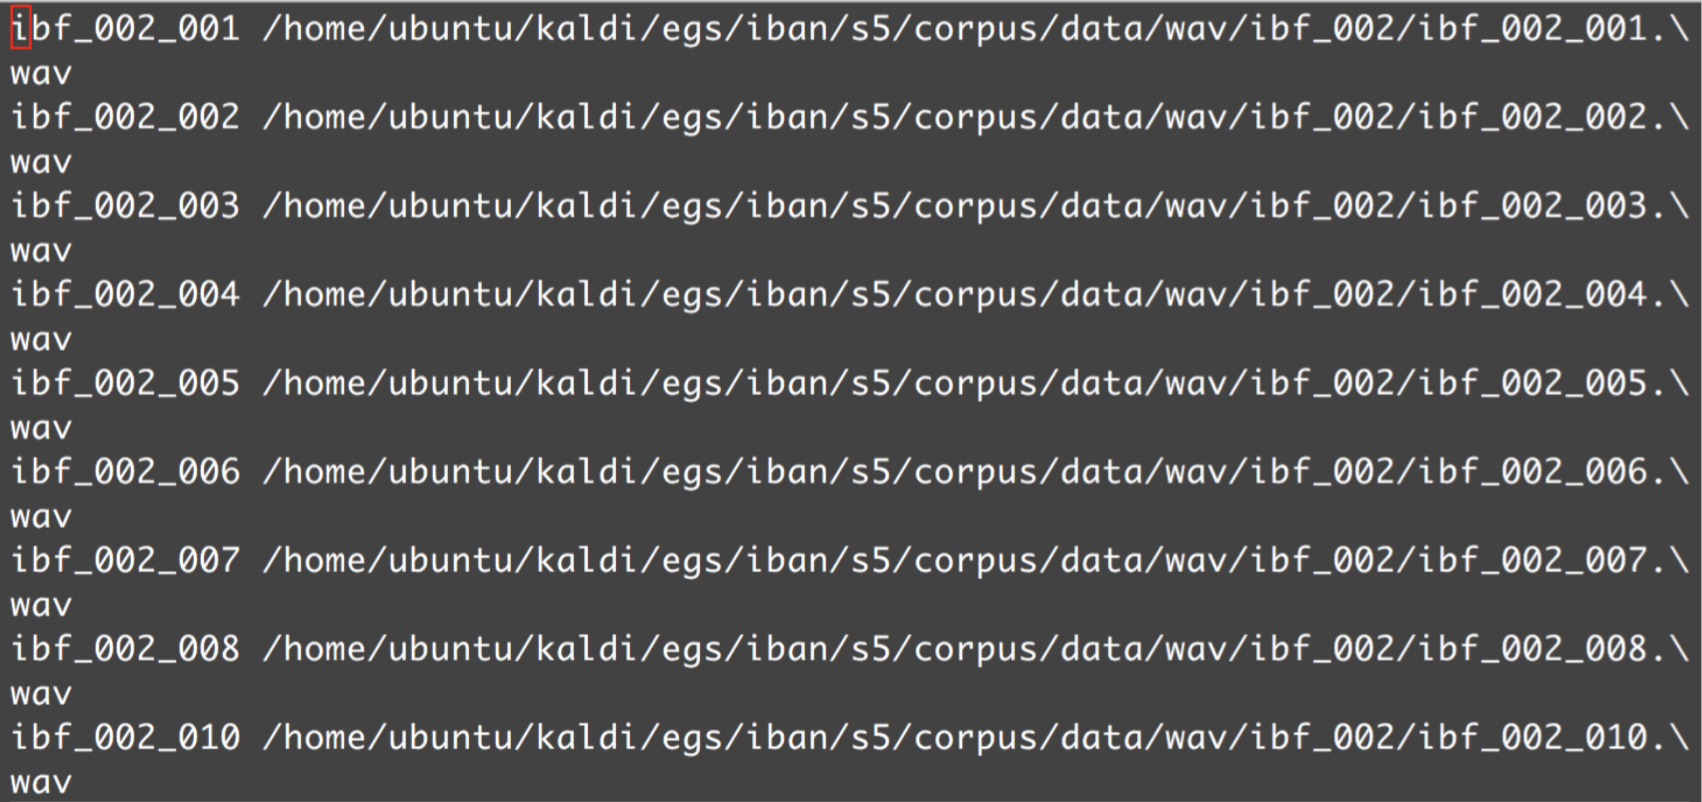 ibf_002_001 /home/ubuntu/kaldi/egs/iban/s5/corpus/data/wav/ibf_002/ibf_002_001.\
wav
ibf_002_002 /home/ubuntu/kaldi/egs/iban/s5/corpus/data/wav/ibf_002/ibf_002_002.\
wav
ibf_002_003 /home/ubuntu/kaldi/egs/iban/s5/corpus/data/wav/ibf_002/ibf_002_003.\
wav
ibf_002_004 /home/ubuntu/kaldi/egs/iban/s5/corpus/data/wav/ibf_002/ibf_002_004.\
wav
ibf_002_005 /home/ubuntu/kaldi/egs/iban/s5/corpus/data/wav/ibf_002/ibf_002_005.\
wav
ibf_002_006 /home/ubuntu/kaldi/egs/iban/s5/corpus/data/wav/ibf_002/ibf_002_006.\
wav
ibf_002_007 /home/ubuntu/kaldi/egs/iban/s5/corpus/data/wav/ibf_002/ibf_002_007.\
wav
ibf_002_008 /home/ubuntu/kaldi/egs/iban/s5/corpus/data/wav/ibf_002/ibf_002_008.\
wav
ibf_002_010 /home/ubuntu/kaldi/egs/iban/s5/corpus/data/wav/ibf_002/ibf_002_010.\
wav